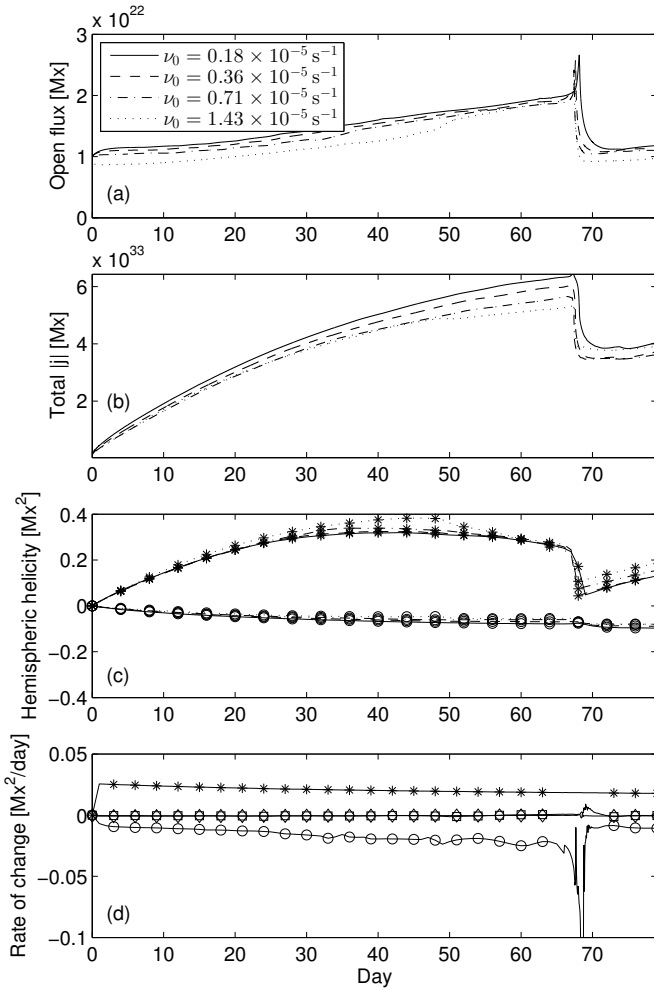 x 10^22
3
2
1
0
Open flux [Mx]
ν₀ = 0.18 × 10⁻⁵ s⁻¹
ν₀ = 0.36 × 10⁻⁵ s⁻¹
ν₀ = 0.71 × 10⁻⁵ s⁻¹
ν₀ = 1.43 × 10⁻⁵ s⁻¹
(a)
0 10 20 30 40 50 60 70
x 10^33
6
4
2
Total |j| [Mx]
(b)
0 10 20 30 40 50 60 70
0.4
0.2
0
−0.2
−0.4
Hemispheric helicity [Mx²]
(c)
0 10 20 30 40 50 60 70
0.05
0
−0.05
−0.1
Rate of change [Mx²/day]
(d)
0 10 20 30 40 50 60 70
Day